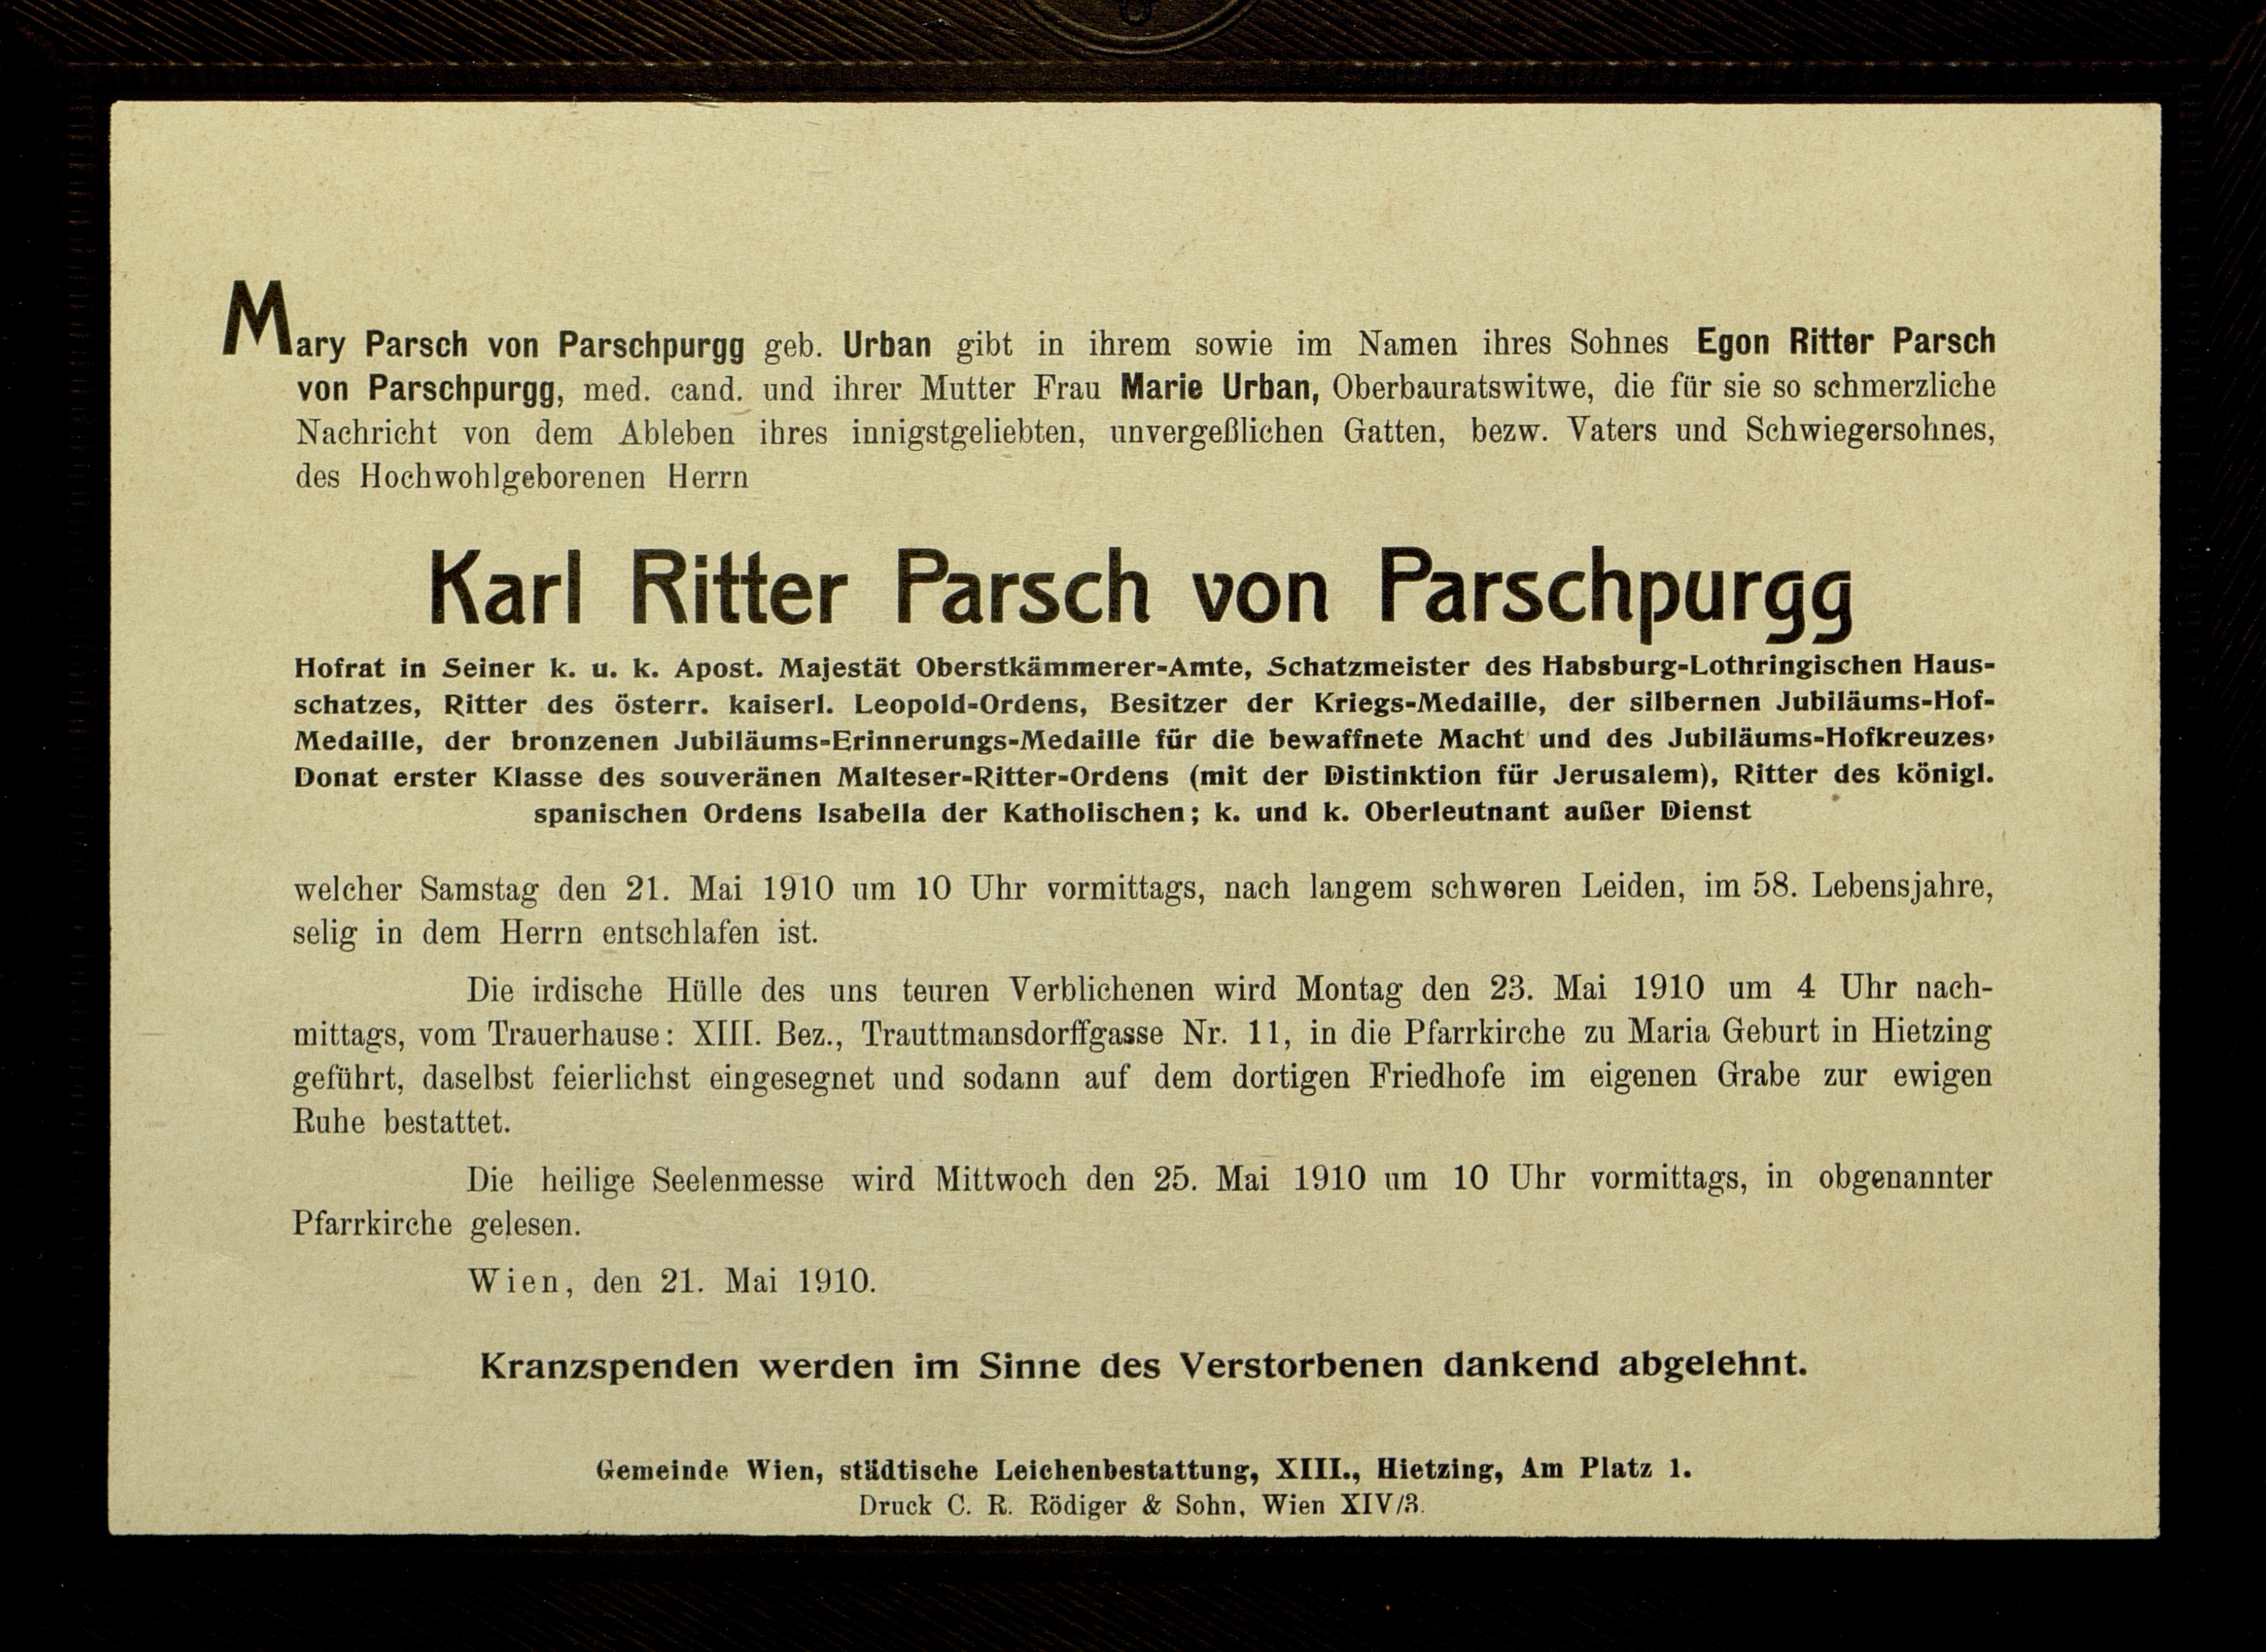 Mary Parsch von Parschpurgg geb. Urban gibt in ihrem sowie im Namen ihres Sohnes Egon Ritter Parsch
von Parschpurgg, med. cand. und ihrer Mutter Frau Marie Urban, Oberbauratswitwe, die für sie so schmerzliche
Nachricht von dem Ableben ihres innigstgeliebten, unvergeßlichen Gatten, bezw. Vaters und Schwiegersohnes,
des Hochwohlgeborenen Herrn
Karl Ritter Parsch von Parschpurgg
Hofrat in Seiner k. u. k. Apost. Majestät Oberstkämmerer-Amte, Schatzmeister des Habsburg-Lothringischen Haus-
schatzes, Ritter des österr. kaiserl. Leopold-Ordens, Besitzer der Kriegs-Medaille, der silbernen Jubiläums-Hof-
Medaille, der bronzenen Jubiläums-Erinnerungs-Medaille für die bewaffnete Macht und des Jubiläums-Hofkreuzes,
Donat erster Klasse des souveränen Malteser-Ritter-Ordens (mit der Distinktion für Jerusalem), Ritter des königl.
spanischen Ordens Isabella der Katholischen; k. und k. Oberleutnant außer Dienst
welcher Samstag den 21. Mai 1910 um 10 Uhr vormittags, nach langem schweren Leiden, im 58. Lebensjahre,
selig in dem Herrn entschlafen ist.
Die irdische Hülle des uns teuren Verblichenen wird Montag den 23. Mai 1910 um 4 Uhr nach-
mittags, vom Trauerhause: XIII. Bez., Trauttmansdorffgasse Nr. 11, in die Pfarrkirche zu Maria Geburt in Hietzing
geführt, daselbst feierlichst eingesegnet und sodann auf dem dortigen Friedhofe im eigenen Grabe zur ewigen
Ruhe bestattet.
Die heilige Seelenmesse wird Mittwoch den 25. Mai 1910 um 10 Uhr vormittags, in obgenannter
Pfarrkirche gelesen.
Wien, den 21. Mai 1910.
Kranzspenden werden im Sinne des Verstorbenen dankend abgelehnt.
Gemeinde Wien, städtische Leichenbestattung, XIII., Hietzing, Am Platz 1.
Druck C. R. Rödiger & Sohn, Wien XIV/3.